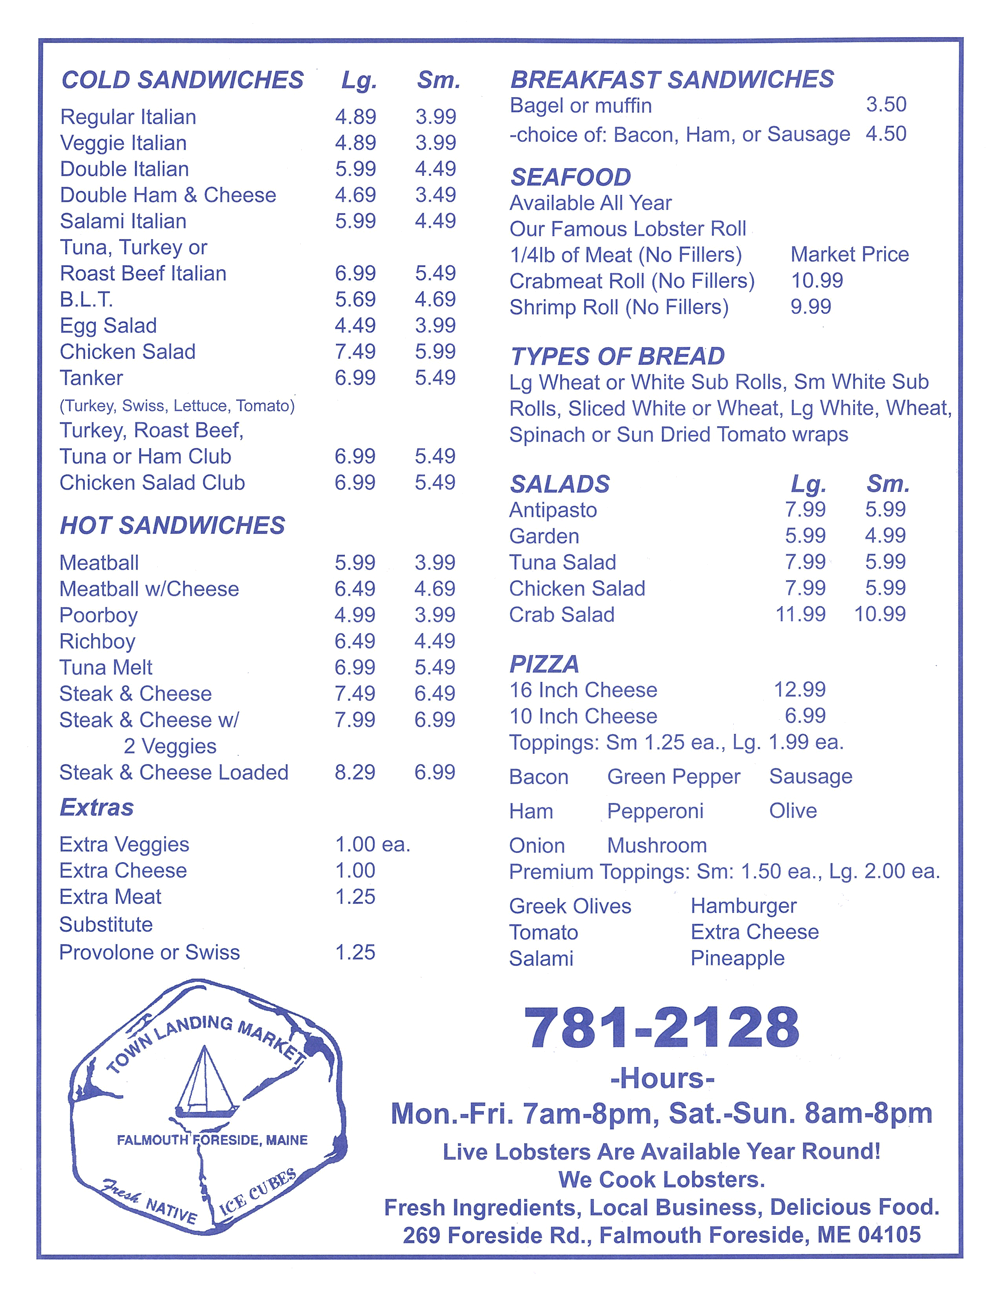 COLD SANDWICHES Lg. Sm.
Regular Italian 4.89 3.99
Veggie Italian 4.89 3.99
Double Italian 5.99 4.49
Double Ham & Cheese 4.69 3.49
Salami Italian 5.99 4.49
Tuna, Turkey or
Roast Beef Italian 6.99 5.49
B.L.T. 5.69 4.69
Egg Salad 4.49 3.99
Chicken Salad 7.49 5.99
Tanker 6.99 5.49
(Turkey, Swiss, Lettuce, Tomato)
Turkey, Roast Beef,
Tuna or Ham Club 6.99 5.49
Chicken Salad Club 6.99 5.49
HOT SANDWICHES
Meatball 5.99 3.99
Meatball w/Cheese 6.49 4.69
Poorboy 4.99 3.99
Richboy 6.49 4.49
Tuna Melt 6.99 5.49
Steak & Cheese 7.49 6.49
Steak & Cheese w/ 7.99 6.99
2 Veggies
Steak & Cheese Loaded 8.29 6.99
Extras
Extra Veggies 1.00 ea.
Extra Cheese 1.00
Extra Meat 1.25
Substitute
Provolone or Swiss 1.25
TOWN LANDING MARKET
FALMOUTH FORESIDE, MAINE
Fresh NATIVE ICE CUBES
BREAKFAST SANDWICHES
Bagel or muffin 3.50
-choice of: Bacon, Ham, or Sausage 4.50
SEAFOOD
Available All Year
Our Famous Lobster Roll
1/4lb of Meat (No Fillers) Market Price
Crabmeat Roll (No Fillers) 10.99
Shrimp Roll (No Fillers) 9.99
TYPES OF BREAD
Lg Wheat or White Sub Rolls, Sm White Sub
Rolls, Sliced White or Wheat, Lg White, Wheat,
Spinach or Sun Dried Tomato wraps
SALADS Lg. Sm.
Antipasto 7.99 5.99
Garden 5.99 4.99
Tuna Salad 7.99 5.99
Chicken Salad 7.99 5.99
Crab Salad 11.99 10.99
PIZZA
16 Inch Cheese 12.99
10 Inch Cheese 6.99
Toppings: Sm 1.25 ea., Lg. 1.99 ea.
Bacon Green Pepper Sausage
Ham Pepperoni Olive
Onion Mushroom
Premium Toppings: Sm: 1.50 ea., Lg. 2.00 ea.
Greek Olives Hamburger
Tomato Extra Cheese
Salami Pineapple
781-2128
-Hours-
Mon.-Fri. 7am-8pm, Sat.-Sun. 8am-8pm
Live Lobsters Are Available Year Round!
We Cook Lobsters.
Fresh Ingredients, Local Business, Delicious Food.
269 Foreside Rd., Falmouth Foreside, ME 04105